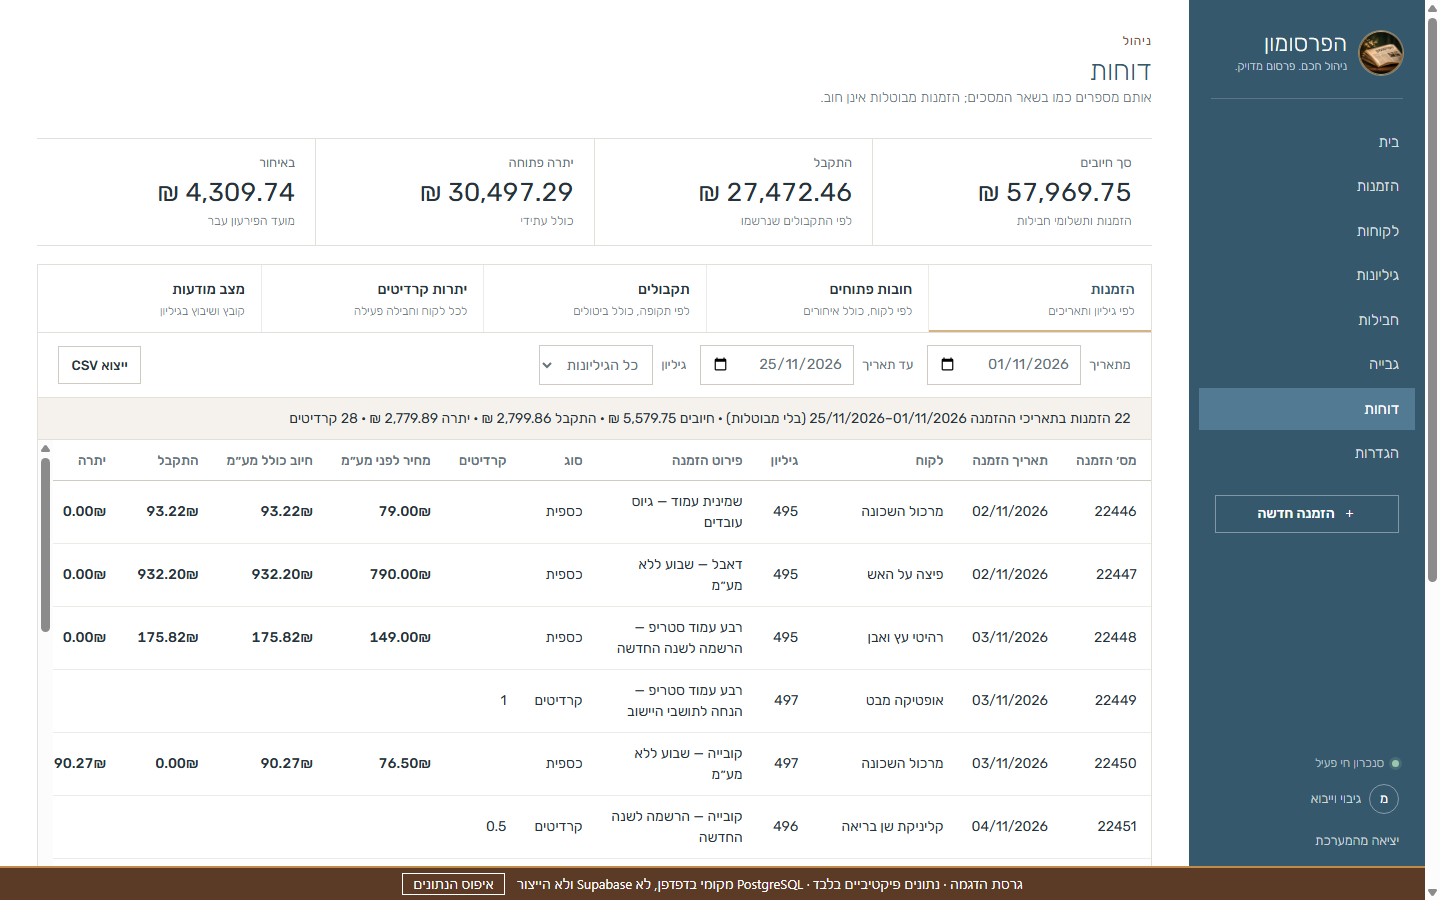 הפרסומון
ניהול חכם. פרסום מדויק.
בית
הזמנות
לקוחות
גיליונות
חבילות
גבייה
דוחות
הגדרות
+ הזמנה חדשה
סנכרון חי פעיל
מ גיבוי וייבוא
יציאה מהמערכת
ניהול
דוחות
אותם מספרים כמו בשאר המסכים; הזמנות מבוטלות אינן חוב.
סך חיובים
57,969.75 ₪
הזמנות ותשלומי חבילות
התקבל
27,472.46 ₪
לפי התקבולים שנרשמו
יתרה פתוחה
30,497.29 ₪
כולל עתידי
באיחור
4,309.74 ₪
מועד הפירעון עבר
הזמנות
לפי גיליון ותאריכים
חובות פתוחים
לפי לקוח, כולל איחורים
תקבולים
לפי תקופה, כולל ביטולים
יתרות קרדיטים
לכל לקוח וחבילה פעילה
מצב מודעות
קובץ ושיבוץ בגיליון
מתאריך 01/11/2026 עד תאריך 25/11/2026 גיליון כל הגיליונות ייצוא CSV
22 הזמנות בתאריכי ההזמנה 01/11/2026–25/11/2026 (בלי מבוטלות) • חיובים 5,579.75 ₪ • התקבל 2,799.86 ₪ • יתרה 2,779.89 ₪ • 28 קרדיטים
מס׳ הזמנה תאריך הזמנה לקוח גיליון פירוט הזמנה סוג קרדיטים מחיר לפני מע״מ חיוב כולל מע״מ התקבל יתרה
22446 02/11/2026 מרכול השכונה 495 שמינית עמוד — גיוס עובדים כספית ₪79.00 ₪93.22 ₪93.22 ₪0.00
22447 02/11/2026 פיצה על האש 495 דאבל — שבוע ללא מע״מ כספית ₪790.00 ₪932.20 ₪932.20 ₪0.00
22448 03/11/2026 רהיטי עץ ואבן 495 רבע עמוד סטריפ — הרשמה לשנה החדשה כספית ₪149.00 ₪175.82 ₪175.82 ₪0.00
22449 03/11/2026 אופטיקה מבט 497 רבע עמוד סטריפ — הנחה לתושבי היישוב קרדיטים 1
22450 03/11/2026 מרכול השכונה 497 קובייה — שבוע ללא מע״מ כספית ₪76.50 ₪90.27 ₪0.00 ₪90.27
22451 04/11/2026 קליניקת שן בריאה 496 קובייה — הרשמה לשנה החדשה קרדיטים 0.5
גרסת הדגמה · נתונים פיקטיביים בלבד · PostgreSQL מקומי בדפדפן, לא Supabase ולא הייצור איפוס הנתונים